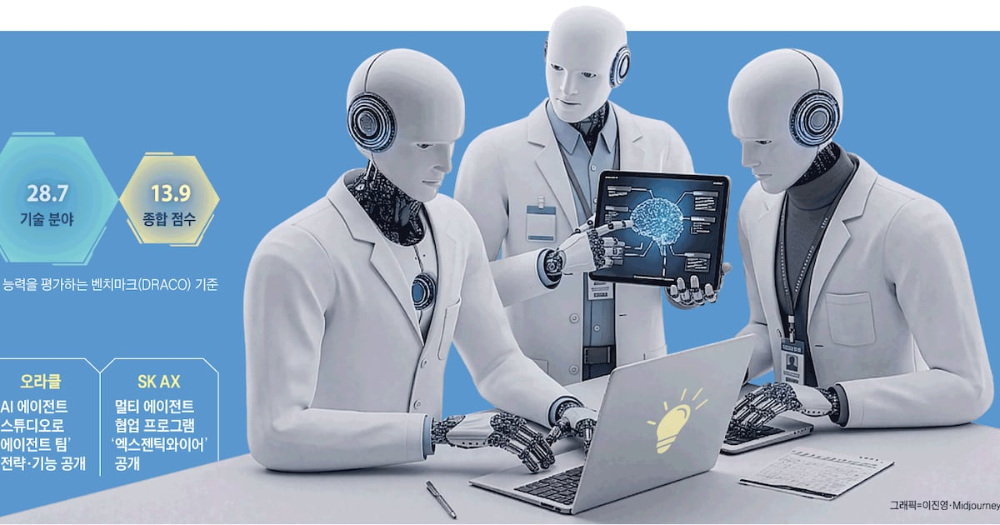 28.7
기술 분야
13.9
종합 점수
능력을 평가하는 벤치마크(DRACO) 기준
오라클
AI 에이전트
스튜디오로
에이전트 팀’
전략·기능 공개
SK AX
멀티 에이전트
협업 프로그램
‘엑스젠틱와이어’
공개
그래픽=이진영·Midjourney